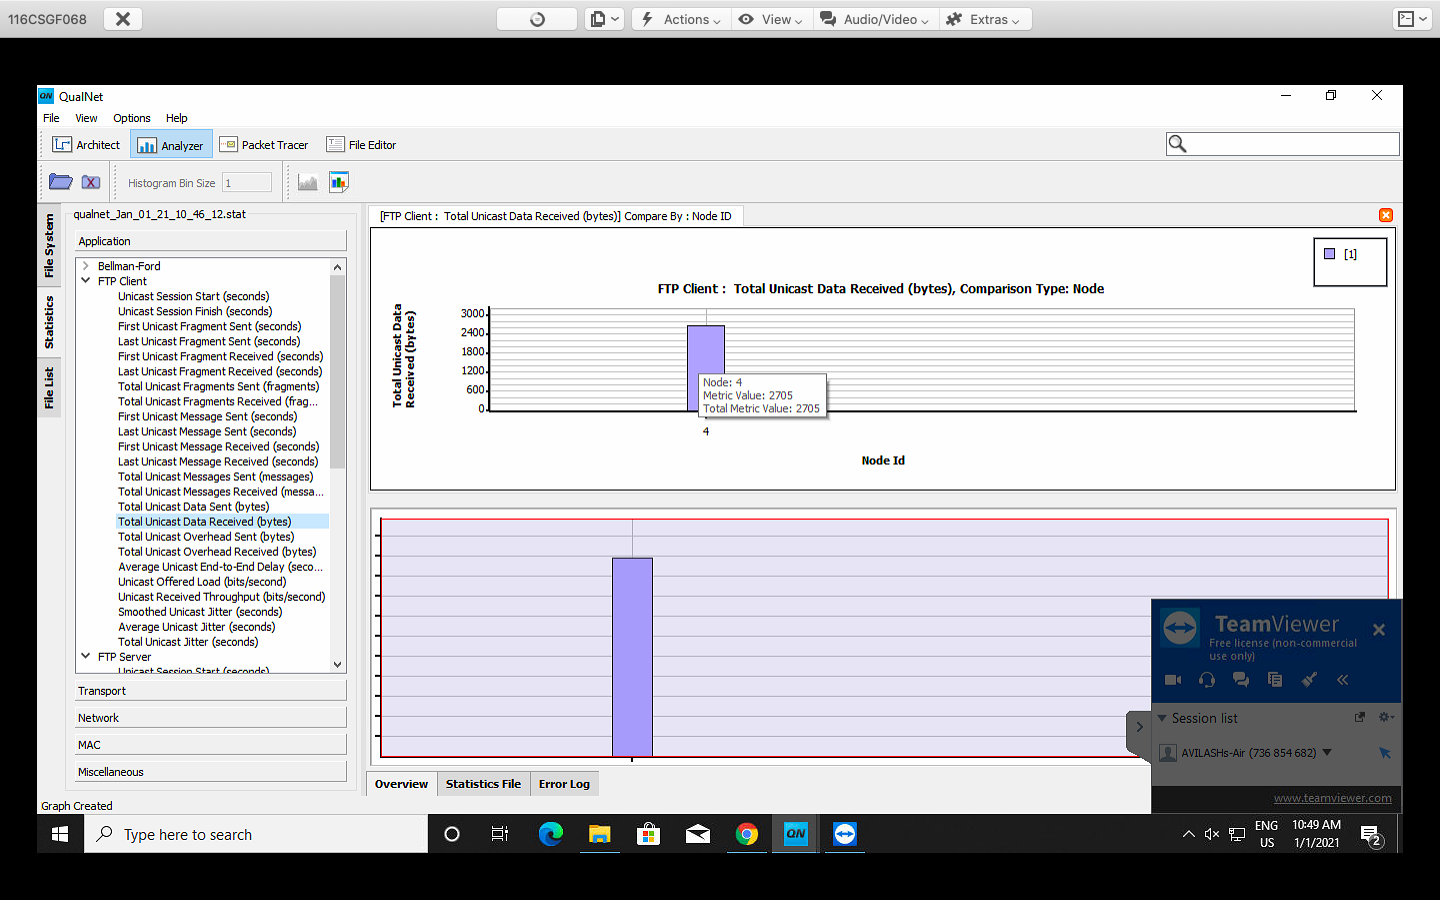 116CSGF068
Actions
View
Audio/Video
Extras
QN QualNet
File View Options Help
Architect Analyzer Packet Tracer File Editor
Histogram Bin Size 1
File System
Statistics
File List
qualnet_Jan_01_21_10_46_12.stat
Application
Bellman-Ford
FTP Client
Unicast Session Start (seconds)
Unicast Session Finish (seconds)
First Unicast Fragment Sent (seconds)
Last Unicast Fragment Sent (seconds)
First Unicast Fragment Received (seconds)
Last Unicast Fragment Received (seconds)
Total Unicast Fragments Sent (fragments)
Total Unicast Fragments Received (frag...
First Unicast Message Sent (seconds)
Last Unicast Message Sent (seconds)
First Unicast Message Received (seconds)
Last Unicast Message Received (seconds)
Total Unicast Messages Sent (messages)
Total Unicast Messages Received (messa...
Total Unicast Data Sent (bytes)
Total Unicast Data Received (bytes)
Total Unicast Overhead Sent (bytes)
Total Unicast Overhead Received (bytes)
Average Unicast End-to-End Delay (seco...
Unicast Offered Load (bits/second)
Unicast Received Throughput (bits/second)
Smoothed Unicast Jitter (seconds)
Average Unicast Jitter (seconds)
Total Unicast Jitter (seconds)
FTP Server
Unicast Session Start (seconds)
Transport
Network
MAC
Miscellaneous
Graph Created
[FTP Client : Total Unicast Data Received (bytes)] Compare By : Node ID
[1]
FTP Client : Total Unicast Data Received (bytes), Comparison Type: Node
Total Unicast Data
Received (bytes)
3000
2400
1800
1200
600
0
Node: 4
Metric Value: 2705
Total Metric Value: 2705
4
Node Id
Overview Statistics File Error Log
TeamViewer
Free license (non-commercial
use only)
Session list
AVILASHs-Air (736 854 682)
www.teamviewer.com
Type here to search
QN
ENG
US
10:49 AM
1/1/2021
2